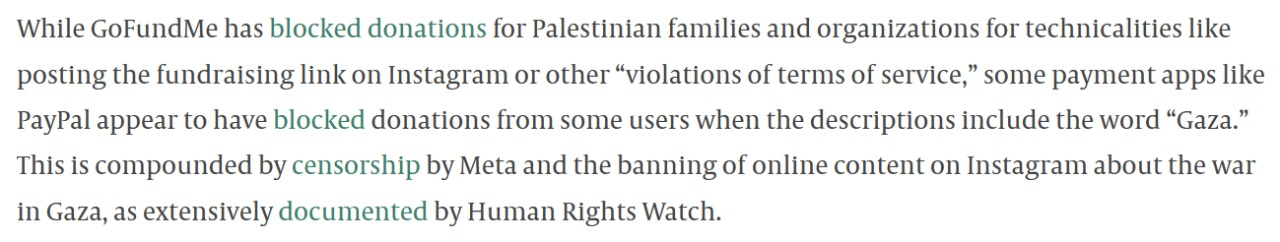 While GoFundMe has blocked donations for Palestinian families and organizations for technicalities like
posting the fundraising link on Instagram or other “violations of terms of service,” some payment apps like
PayPal appear to have blocked donations from some users when the descriptions include the word “Gaza.”
This is compounded by censorship by Meta and the banning of online content on Instagram about the war
in Gaza, as extensively documented by Human Rights Watch.